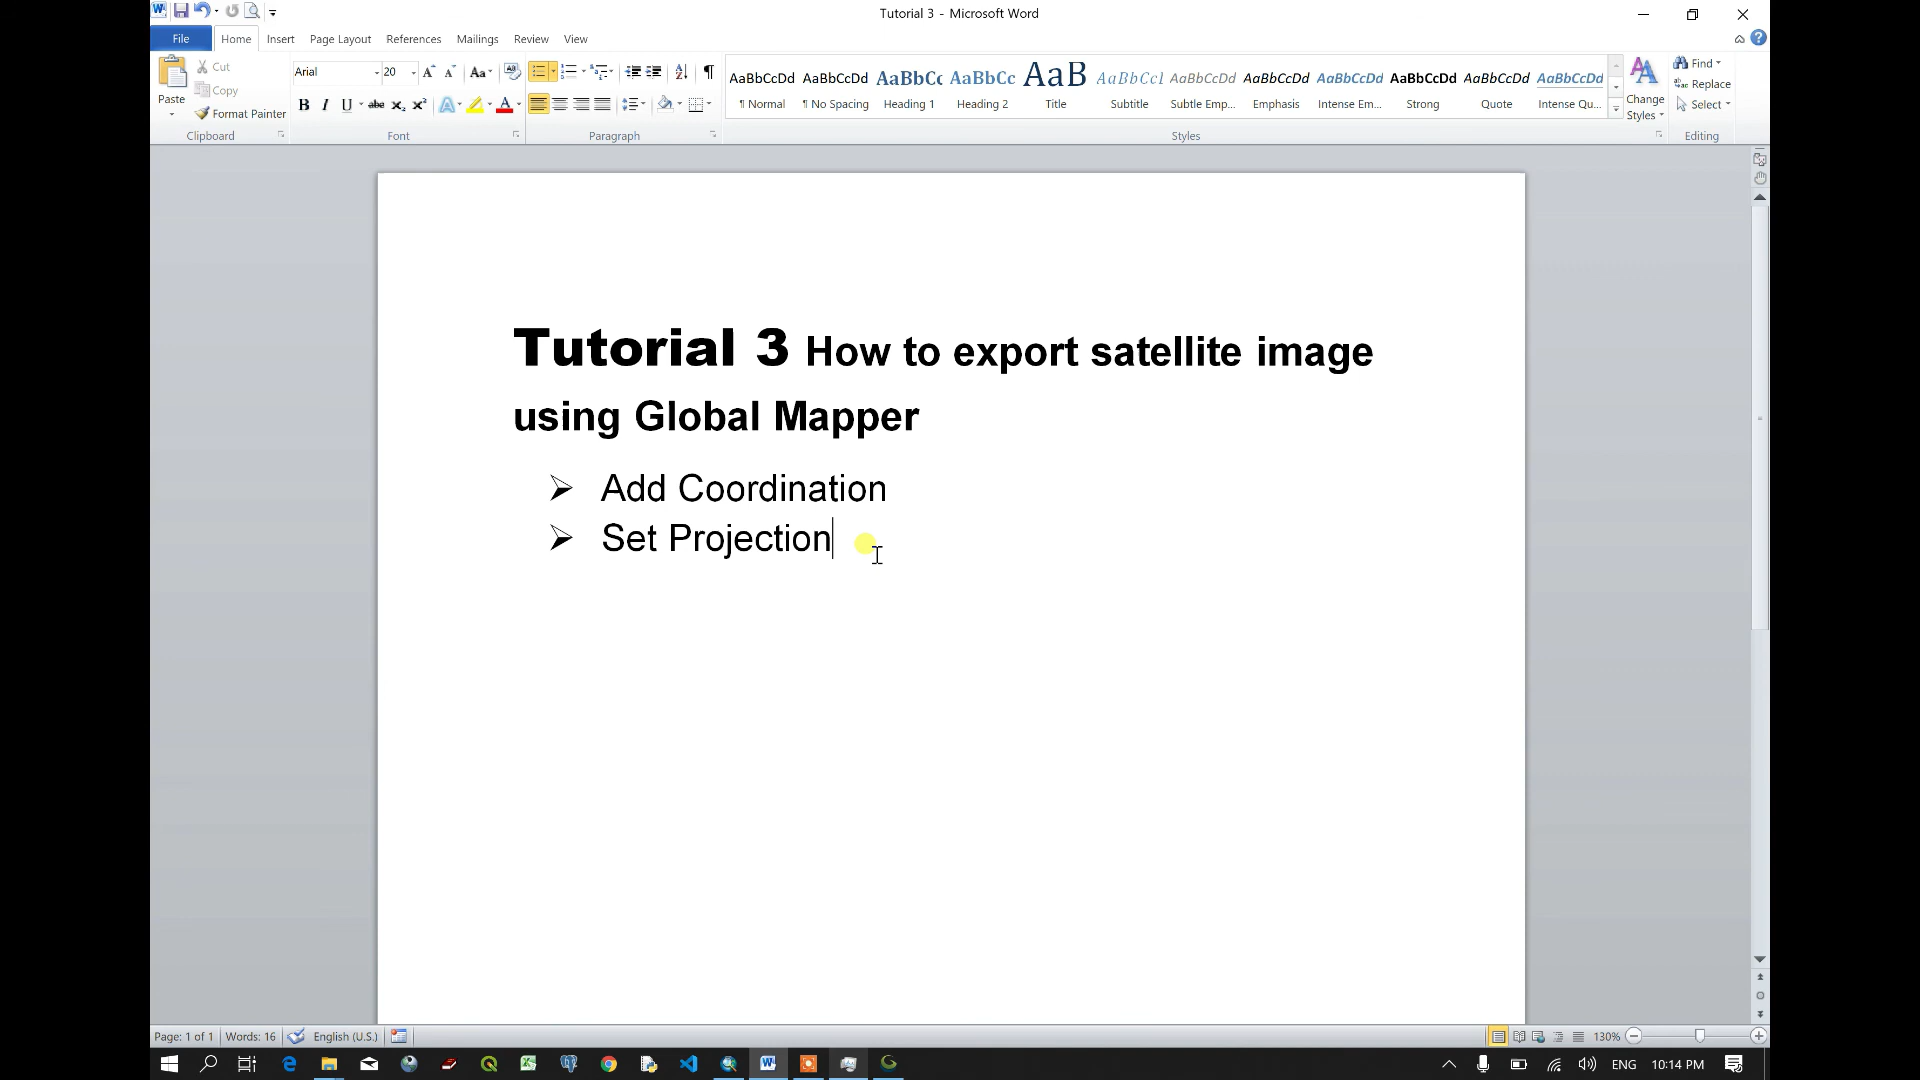 Tutorial 3 - Microsoft Word
File Home Insert Page Layout References Mailings Review View
Paste
Cut
Copy
Format Painter
Clipboard
Arial 20
Font
Paragraph
AaBbCcDd AaBbCcDd AaBbCc AaBbCc AaB AaBbCcI AaBbCcDd AaBbCcDd AaBbCcDd AaBbCcDd AaBbCcDd AaBbCcDd
¶ Normal ¶ No Spacing Heading 1 Heading 2 Title Subtitle Subtle Emp... Emphasis Intense Em... Strong Quote Intense Qu...
Styles
Change
Styles
Find
Replace
Select
Editing
Tutorial 3 How to export satellite image
using Global Mapper
➢ Add Coordination
➢ Set Projection
Page: 1 of 1 Words: 16 English (U.S.) 130%
ENG 10:14 PM